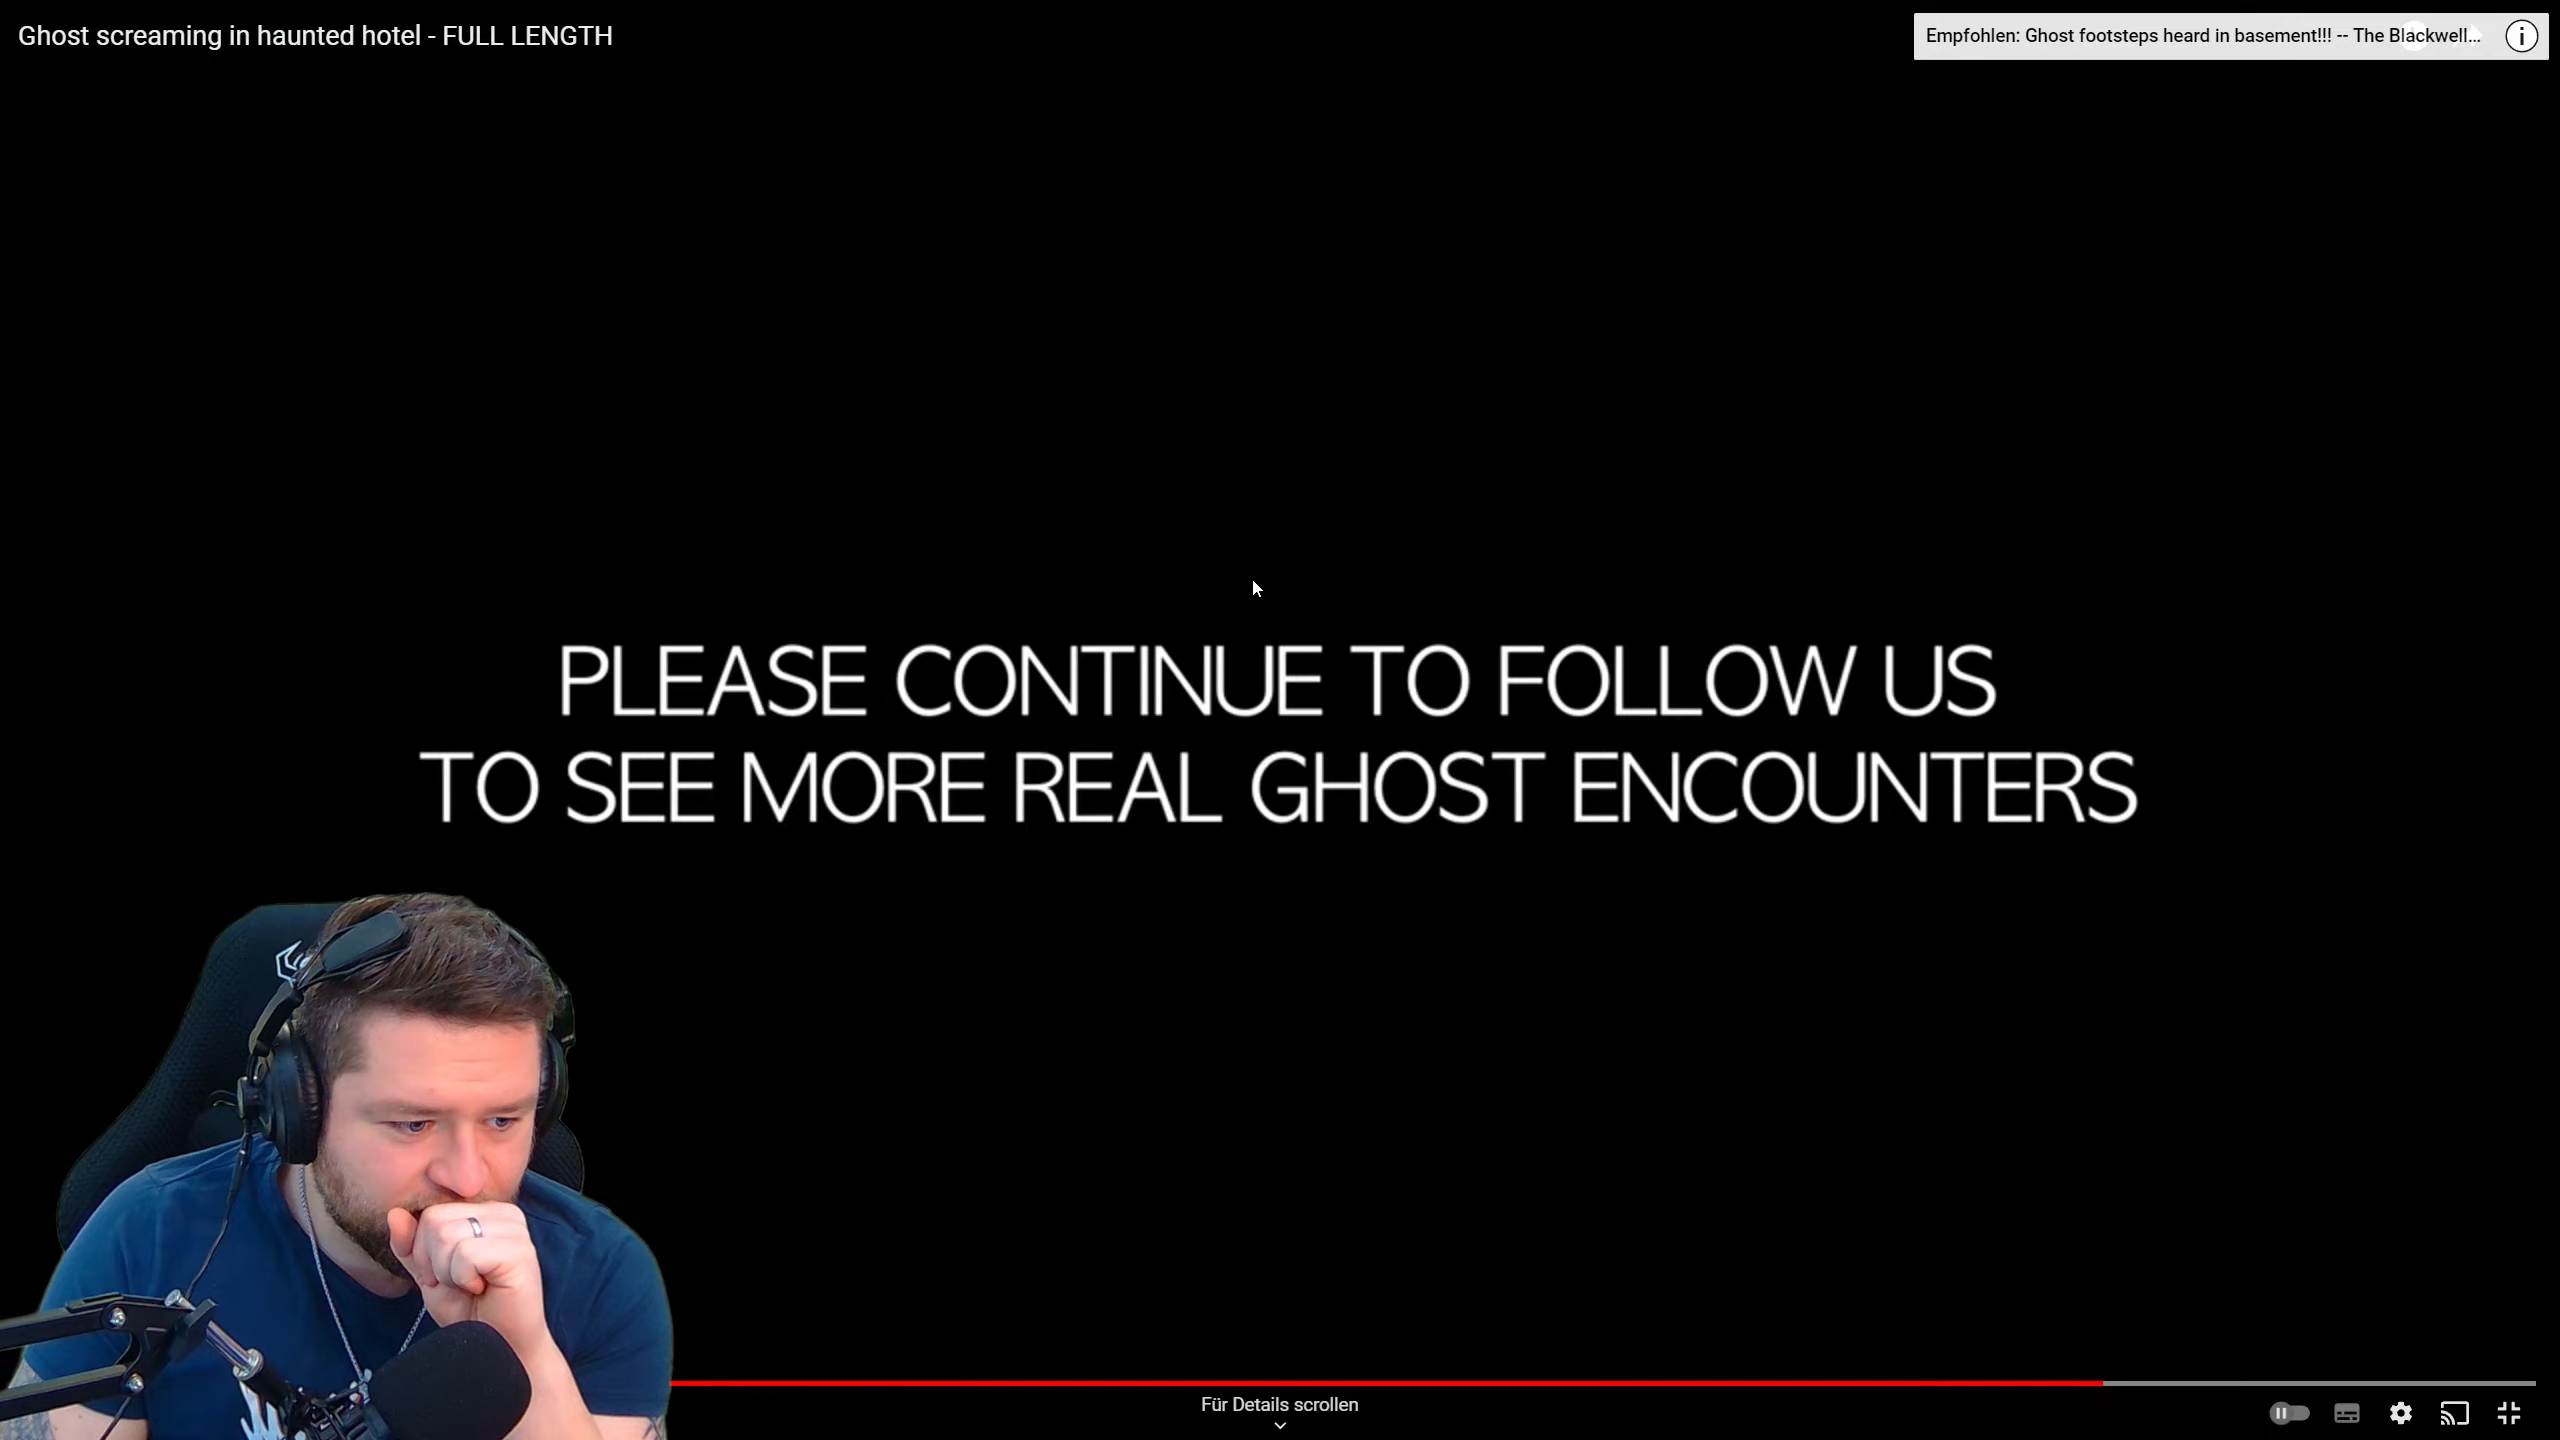 Ghost screaming in haunted hotel - FULL LENGTH
Empfohlen: Ghost footsteps heard in basement!!! -- The Blackwell...
PLEASE CONTINUE TO FOLLOW US
TO SEE MORE REAL GHOST ENCOUNTERS
Für Details scrollen